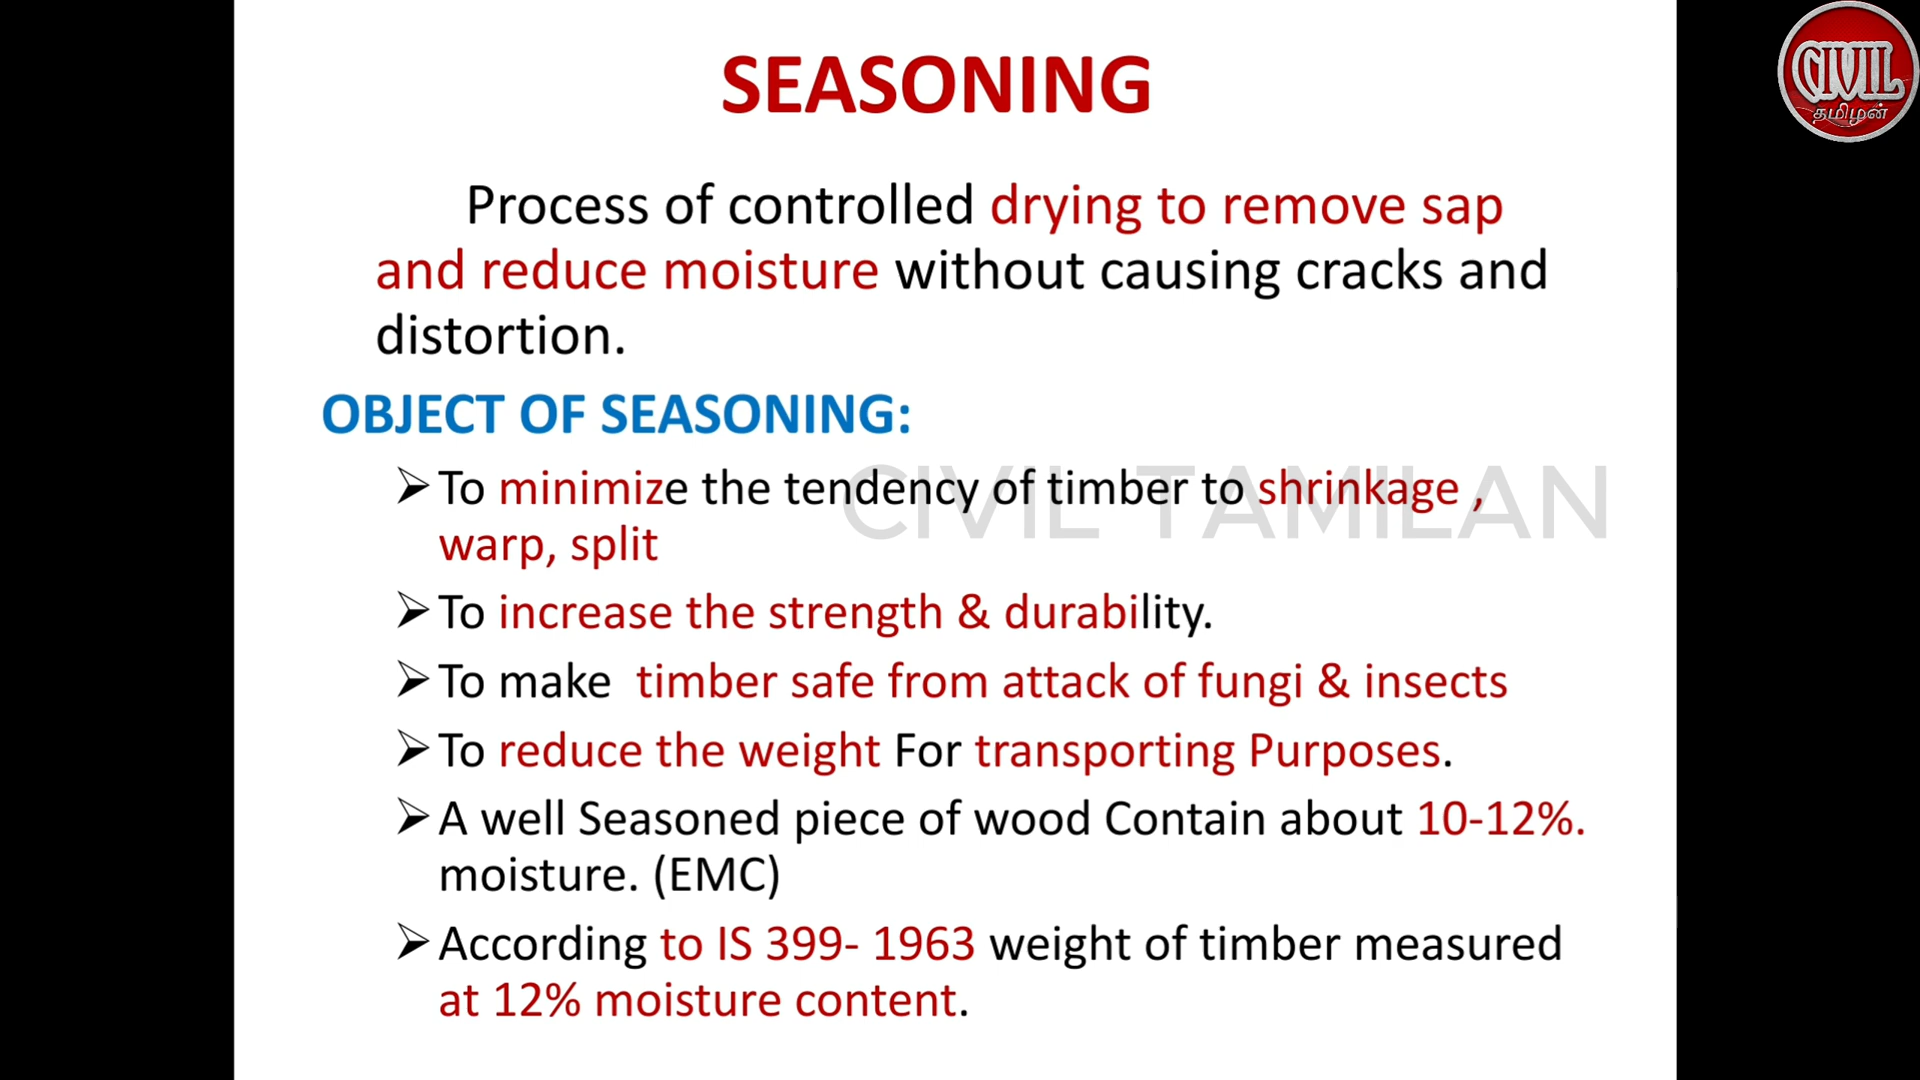 SEASONING
CIVIL
தமிழன்
Process of controlled drying to remove sap
and reduce moisture without causing cracks and
distortion.
OBJECT OF SEASONING:
➢To minimize the tendency of timber to shrinkage ,
warp, split
CIVIL TAMILAN
➢To increase the strength & durability.
➢To make timber safe from attack of fungi & insects
➢To reduce the weight For transporting Purposes.
➢A well Seasoned piece of wood Contain about 10-12%.
moisture. (EMC)
➢According to IS 399- 1963 weight of timber measured
at 12% moisture content.